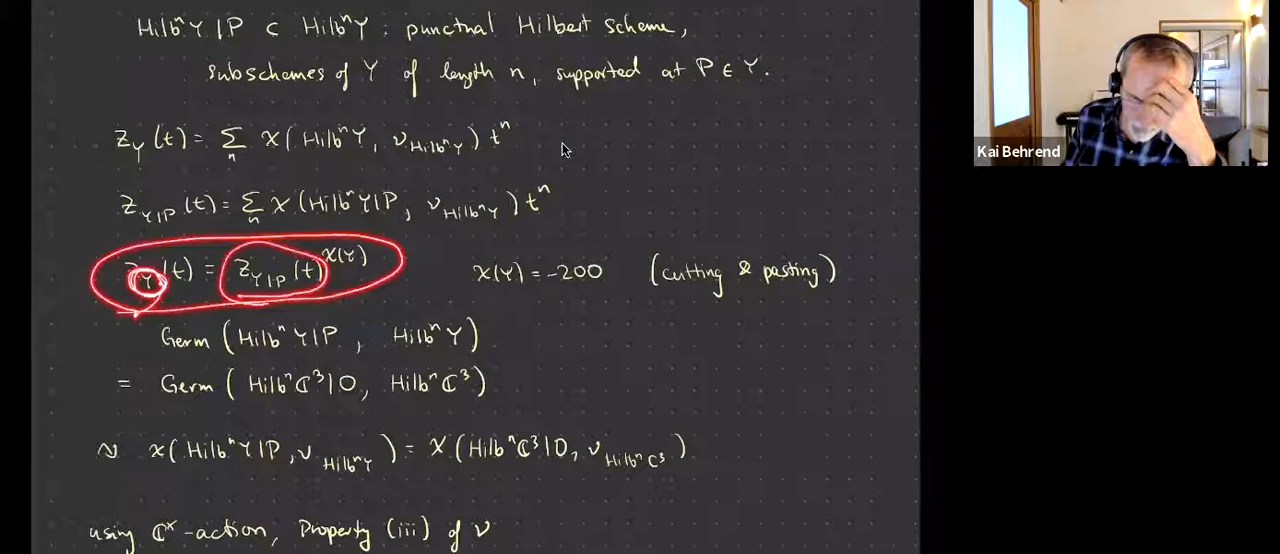 Hilbⁿ Y|P ⊂ Hilbⁿ Y : punctual Hilbert scheme,
subschemes of Y of length n, supported at P ∈ Y.
Z_Y (t) = Σ_n χ( Hilbⁿ Y, ν_{Hilbⁿ Y} ) tⁿ
Z_{Y|P} (t) = Σ_n χ (Hilbⁿ Y|P, ν_{Hilbⁿ Y} ) tⁿ
Z_Y (t) = Z_{Y|P} (t)^{χ(Y)} χ(Y) = -200 (cutting & pasting)
Germ ( Hilbⁿ Y|P , Hilbⁿ Y )
= Germ ( Hilbⁿ ℂ³|0, Hilbⁿ ℂ³ )
⤳ χ( Hilbⁿ Y|P, ν_{Hilbⁿ Y} ) = χ ( Hilbⁿ ℂ³|0, ν_{Hilbⁿ ℂ³} )
using ℂ^× -action, Property (iii) of ν
Kai Behrend